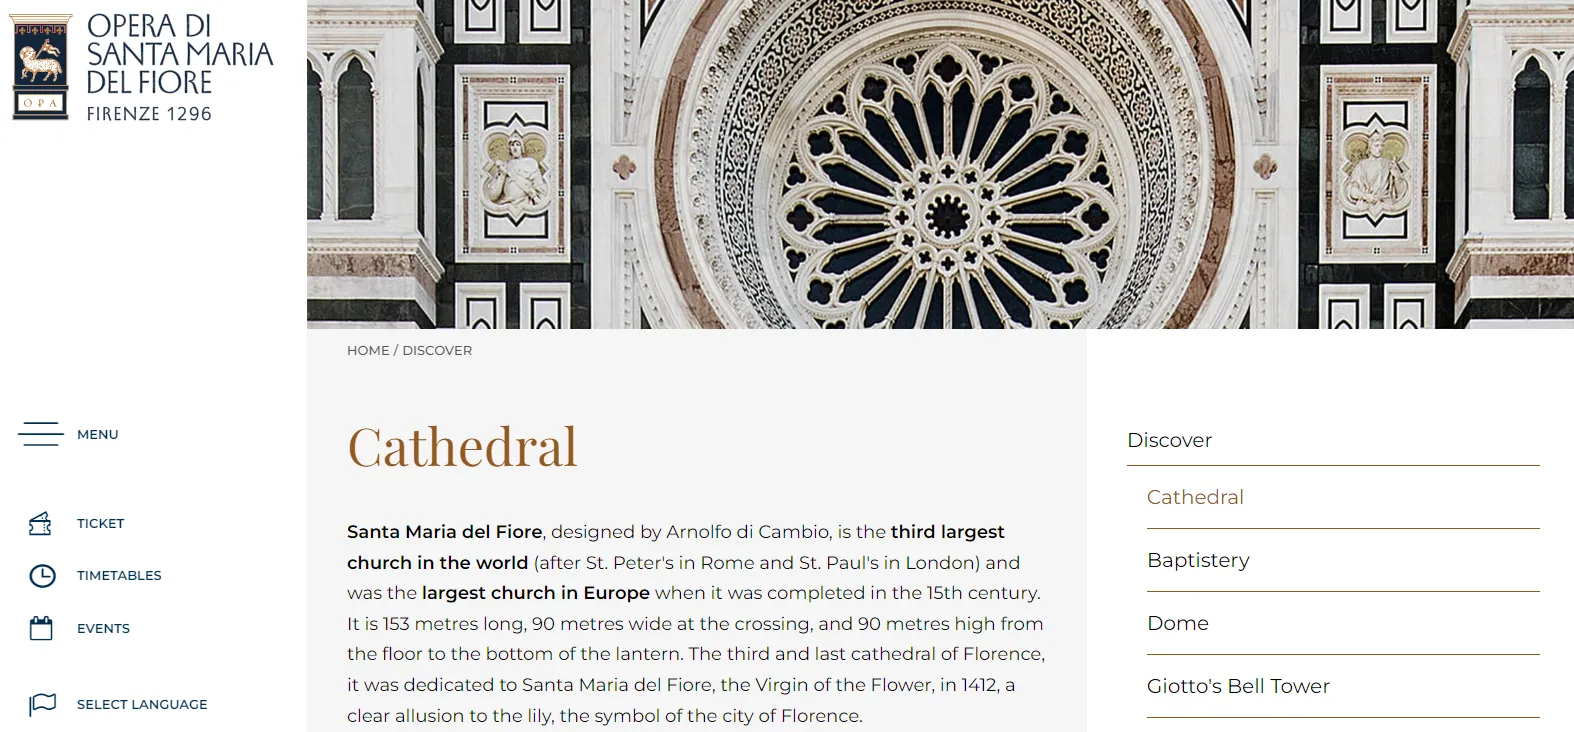 OPERA DI
SANTA MARIA
DEL FIORE
FIRENZE 1296
OPA
MENU
TICKET
TIMETABLES
EVENTS
SELECT LANGUAGE
HOME / DISCOVER
Cathedral
Santa Maria del Fiore, designed by Arnolfo di Cambio, is the third largest
church in the world (after St. Peter's in Rome and St. Paul's in London) and
was the largest church in Europe when it was completed in the 15th century.
It is 153 metres long, 90 metres wide at the crossing, and 90 metres high from
the floor to the bottom of the lantern. The third and last cathedral of Florence,
it was dedicated to Santa Maria del Fiore, the Virgin of the Flower, in 1412, a
clear allusion to the lily, the symbol of the city of Florence.
Discover
Cathedral
Baptistery
Dome
Giotto's Bell Tower